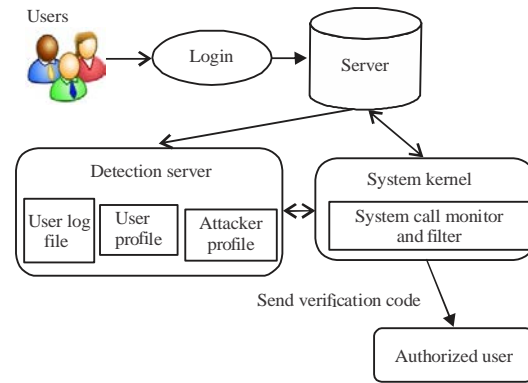 Users
Login
Server
Detection server
User log
file
User
profile
Attacker
profile
System kernel
System call monitor
and filter
Send verification code
Authorized user